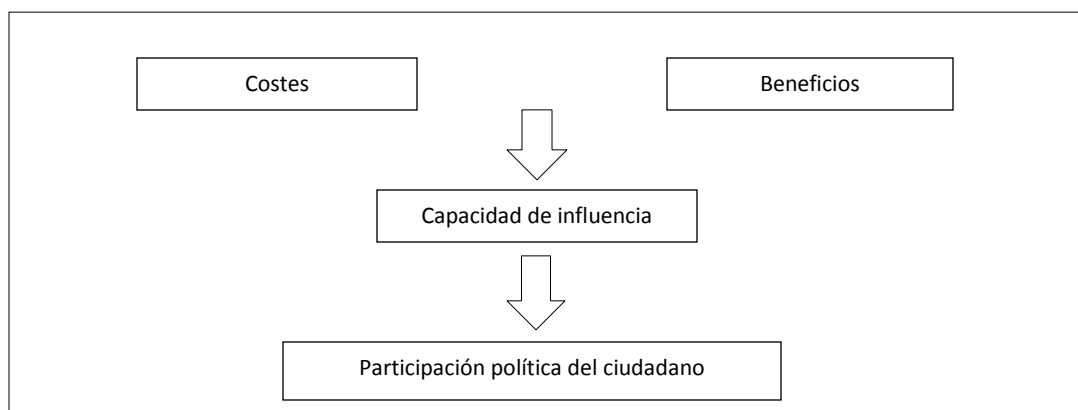 Costes
Beneficios
Capacidad de influencia
Participación política del ciudadano